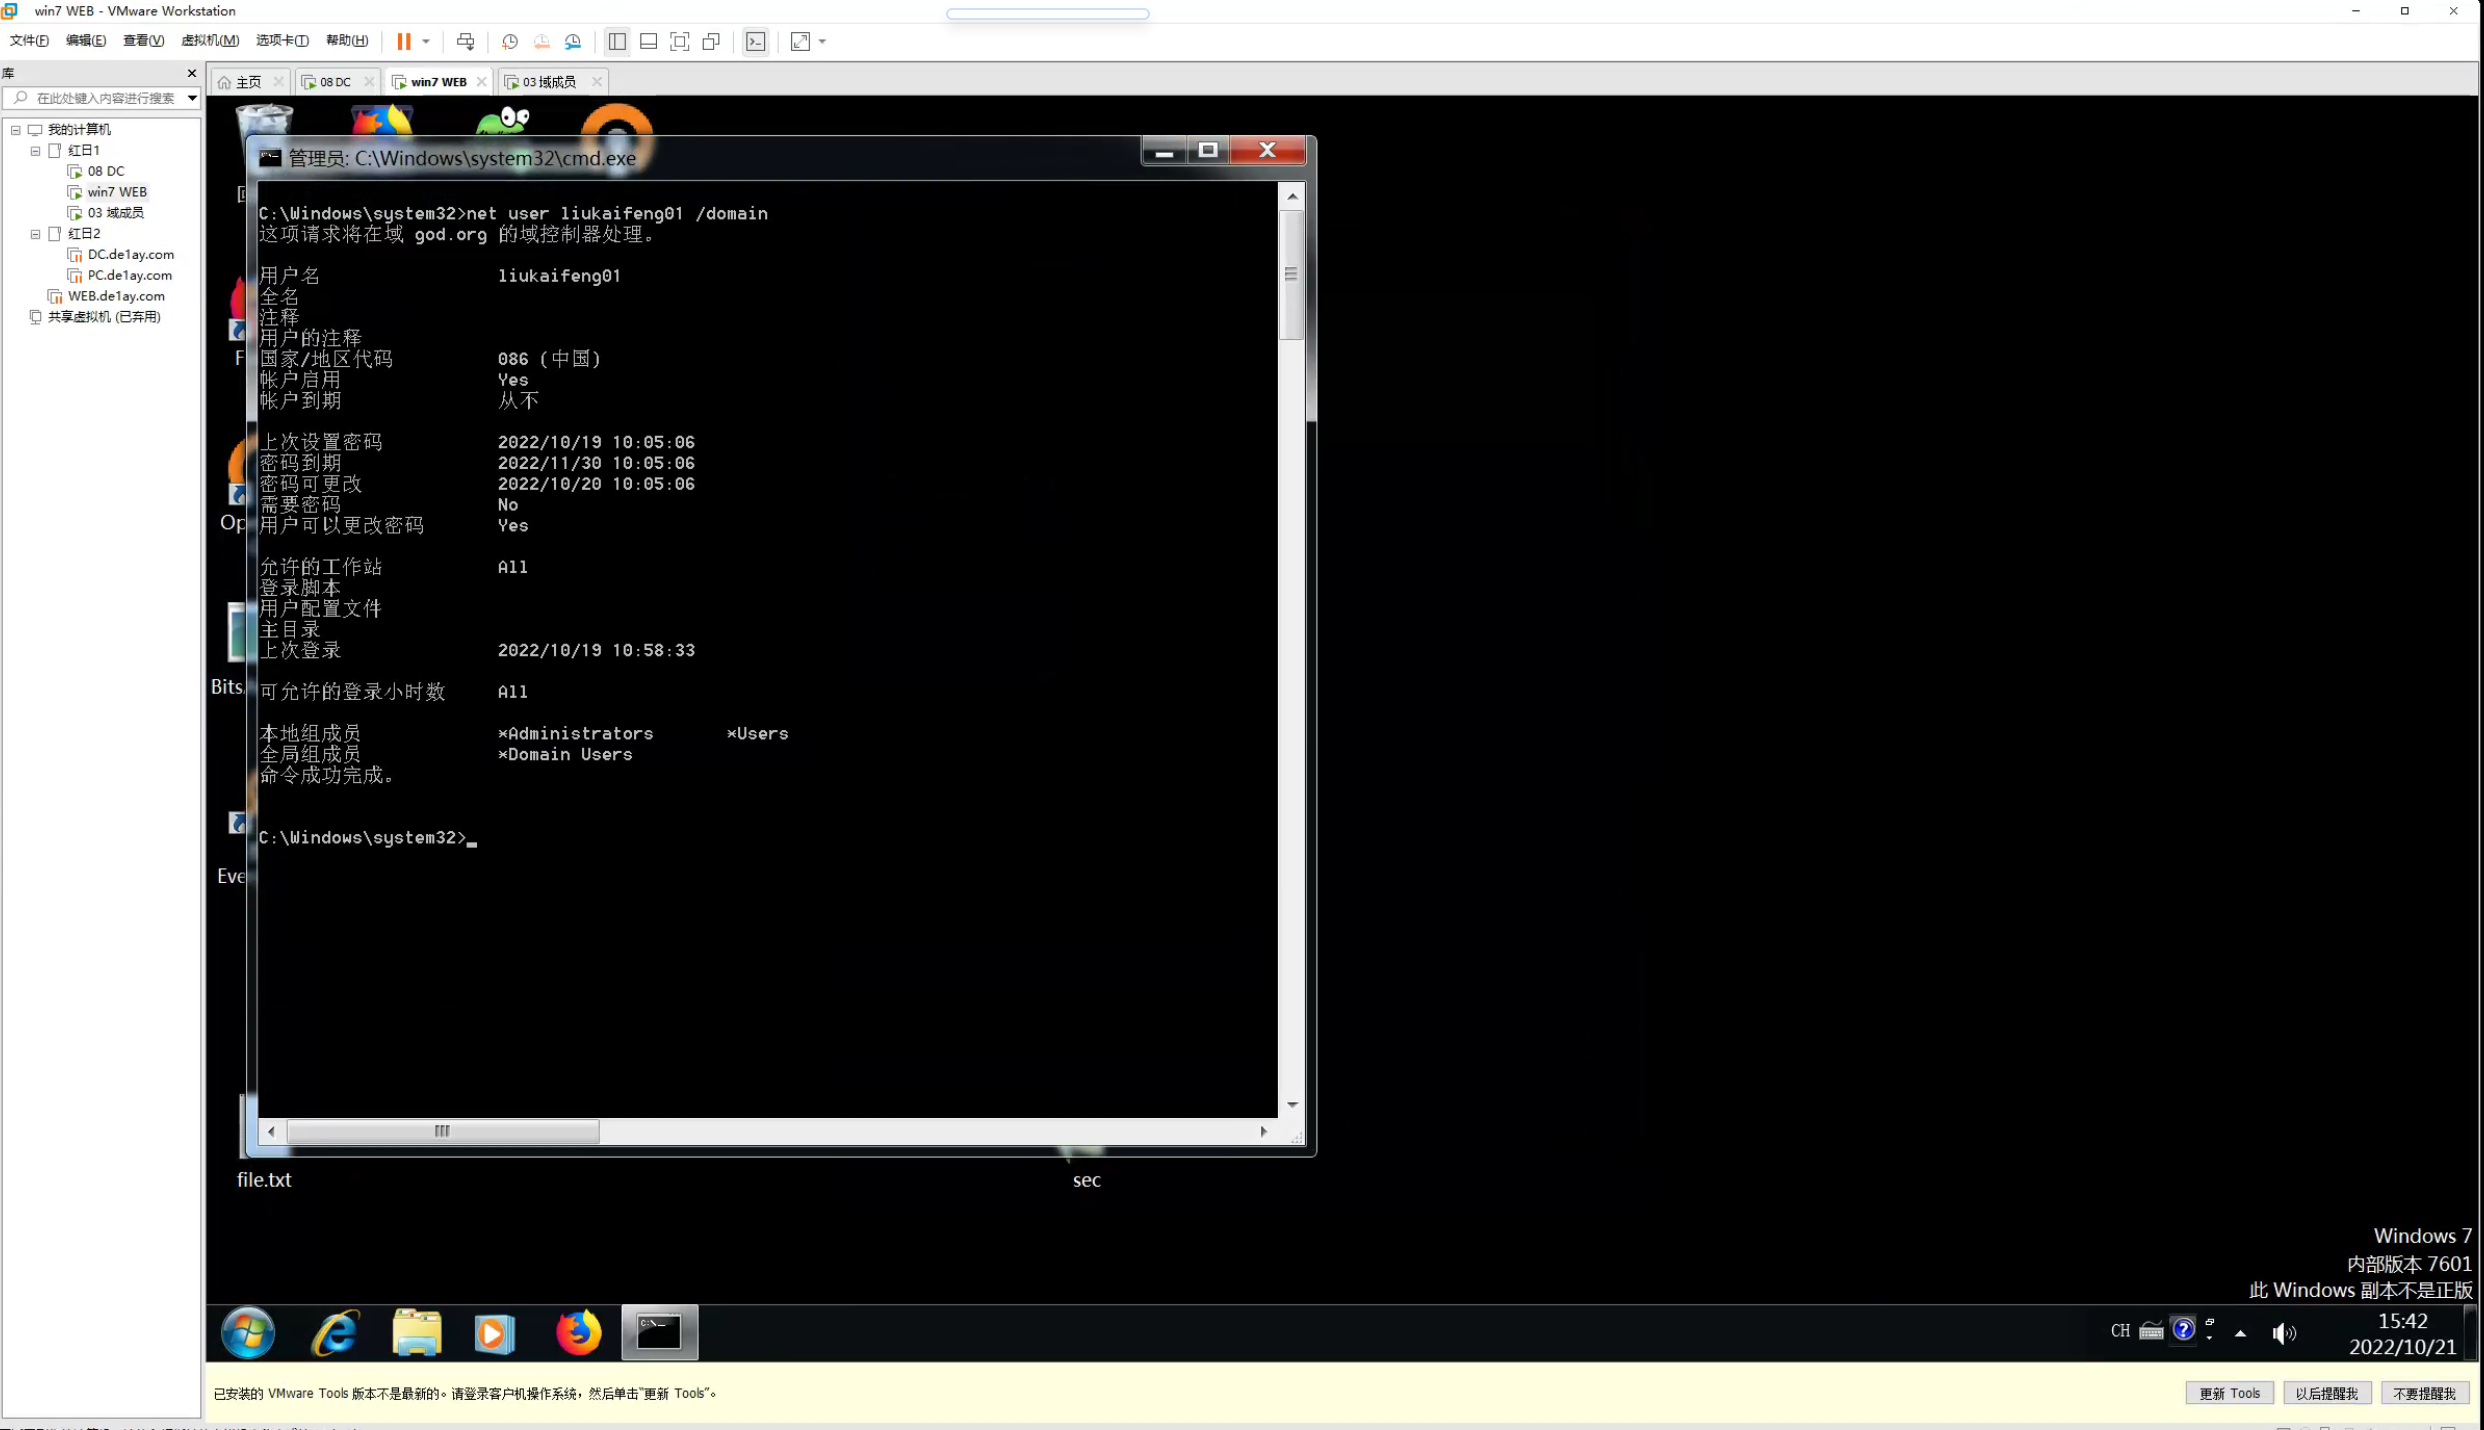 win7 WEB - VMware Workstation
文件(F) 编辑(E) 查看(V) 虚拟机(M) 选项卡(T) 帮助(H)
库
主页 08 DC win7 WEB 03 域成员
在此处键入内容进行搜索
我的计算机
红日1
08 DC
win7 WEB
03 域成员
红日2
DC.de1ay.com
PC.de1ay.com
WEB.de1ay.com
共享虚拟机 (已弃用)
管理员: C:\Windows\system32\cmd.exe
C:\Windows\system32>net user liukaifeng01 /domain
这项请求将在域 god.org 的域控制器处理。
用户名 liukaifeng01
全名
注释
用户的注释
国家/地区代码 086 (中国)
帐户启用 Yes
帐户到期 从不
上次设置密码 2022/10/19 10:05:06
密码到期 2022/11/30 10:05:06
密码可更改 2022/10/20 10:05:06
需要密码 No
用户可以更改密码 Yes
允许的工作站 All
登录脚本
用户配置文件
主目录
上次登录 2022/10/19 10:58:33
可允许的登录小时数 All
本地组成员 *Administrators *Users
全局组成员 *Domain Users
命令成功完成。
C:\Windows\system32>
F
Op
Bits
Eve
file.txt
sec
Windows 7
内部版本 7601
此 Windows 副本不是正版
CH
15:42
2022/10/21
已安装的 VMware Tools 版本不是最新的。请登录客户机操作系统，然后单击“更新 Tools”。
更新 Tools 以后提醒我 不要提醒我